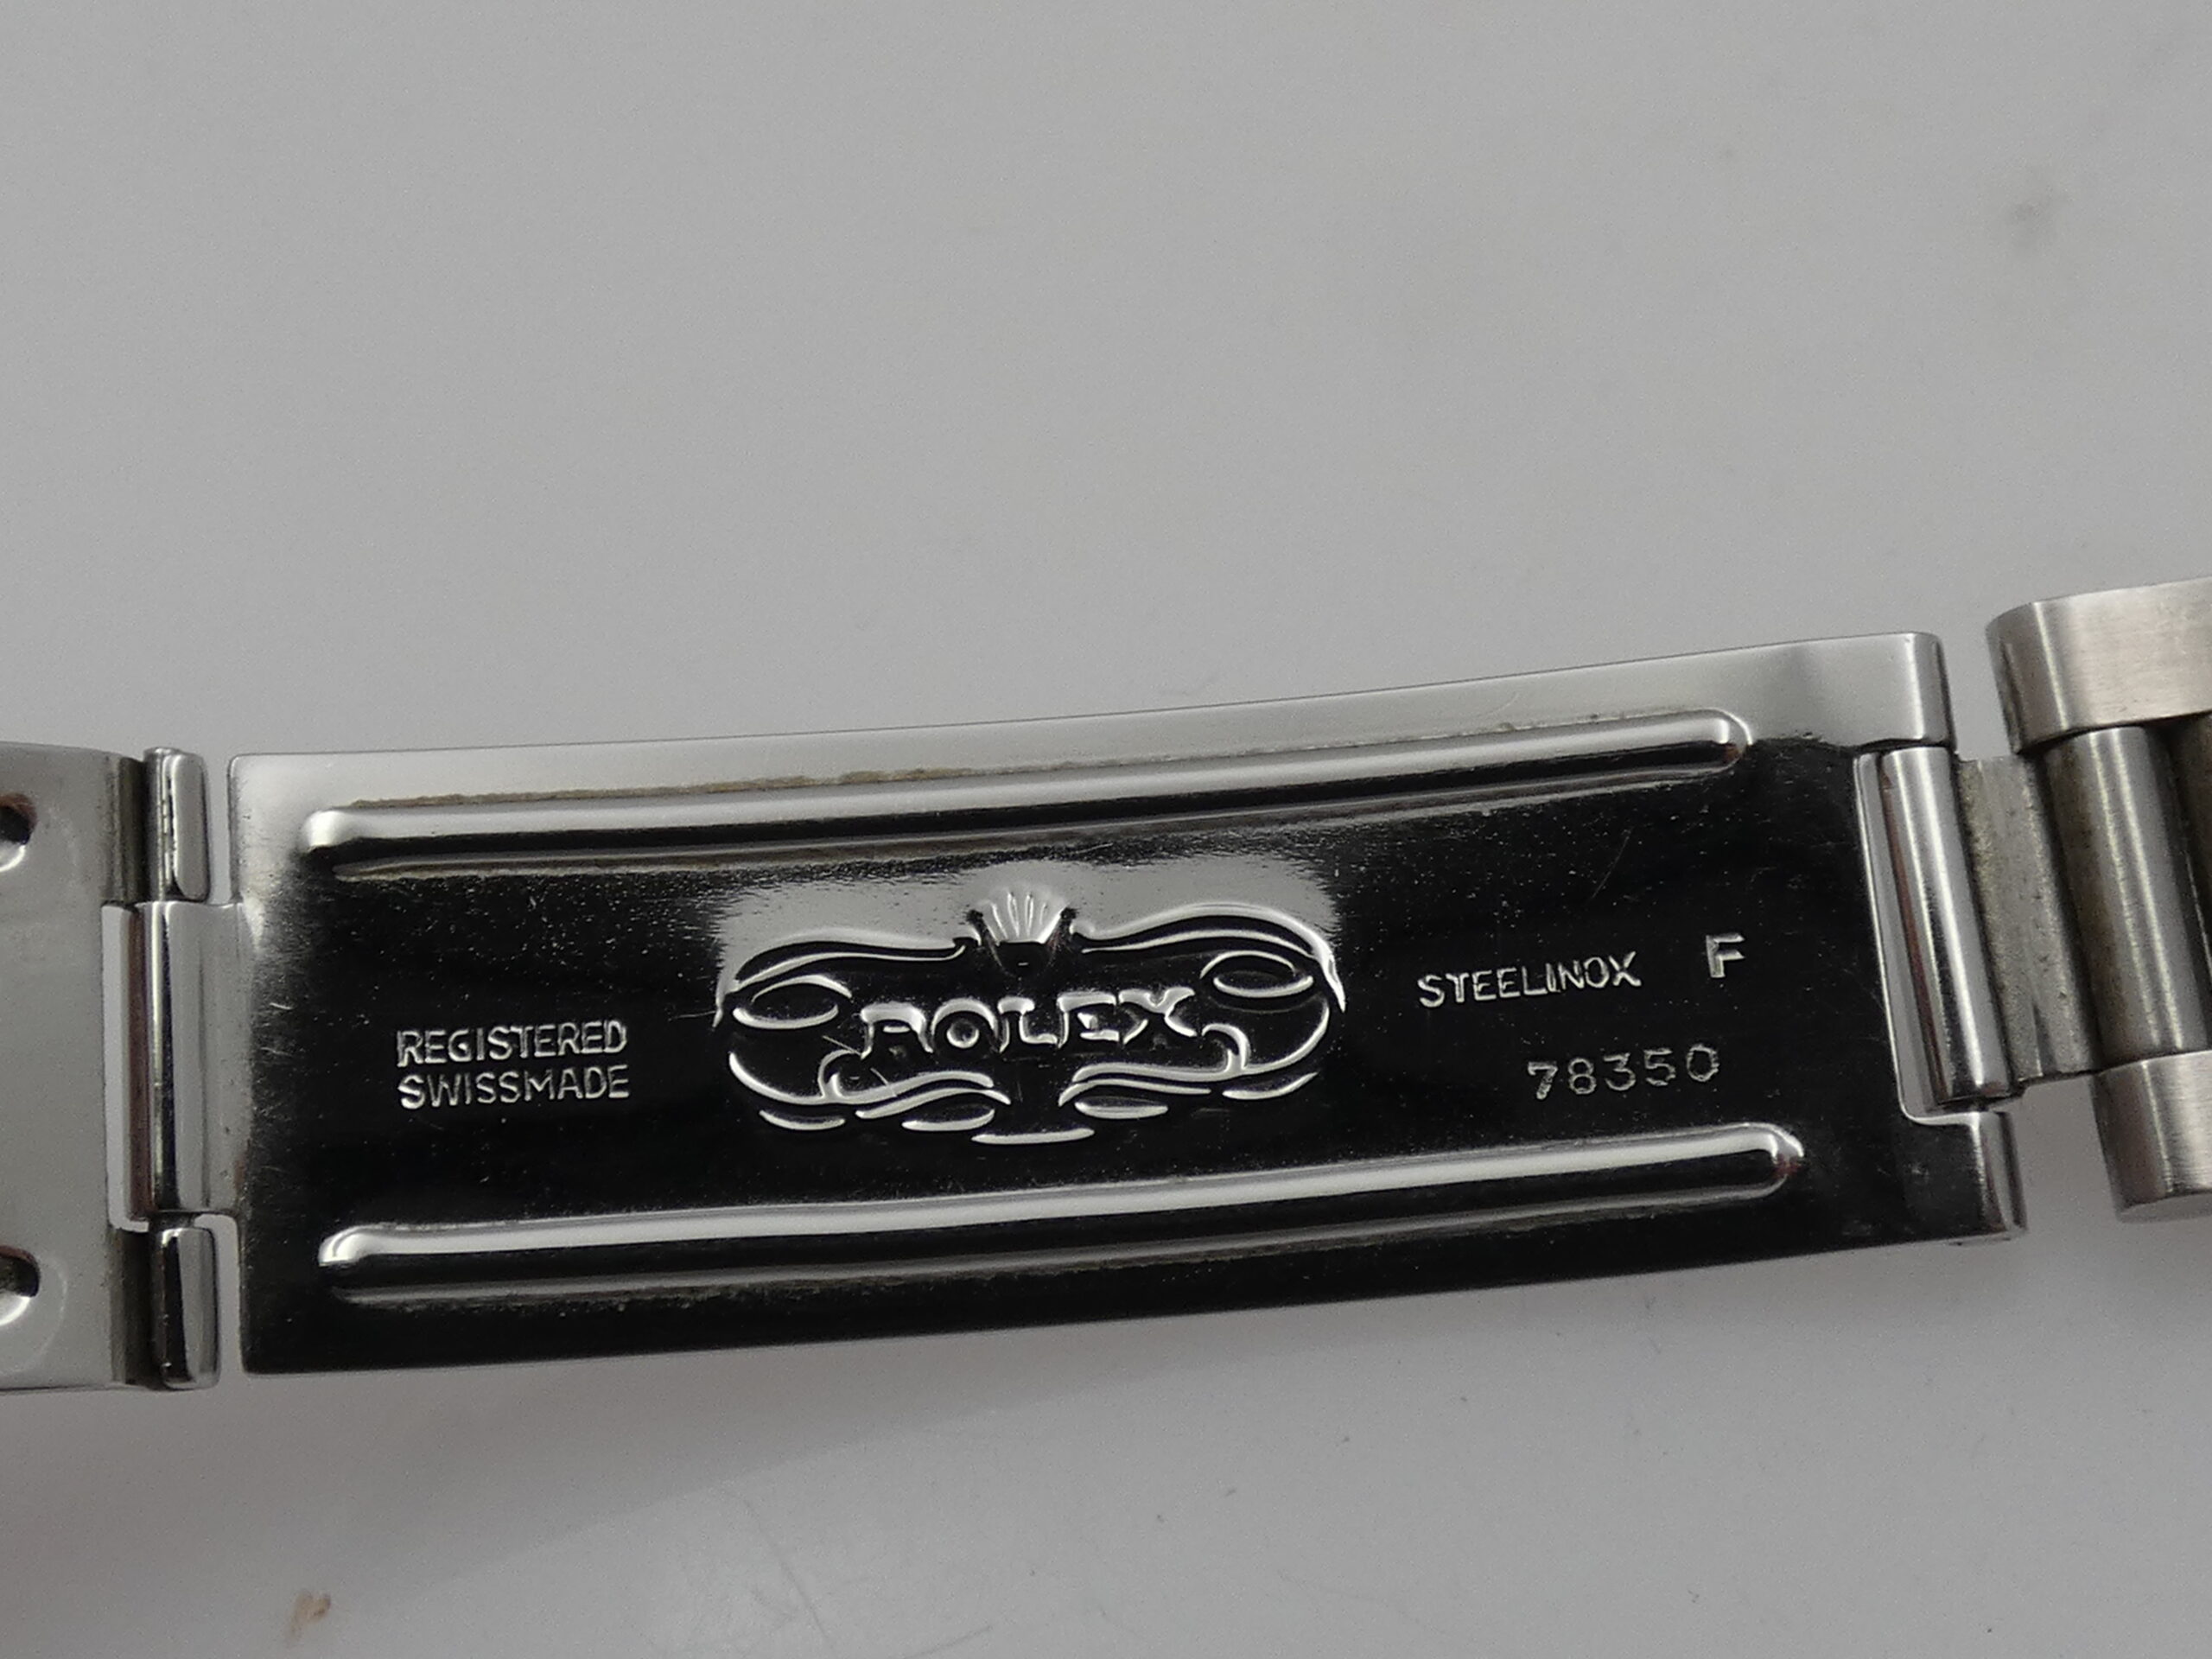 REGISTERED
SWISSMADE
ROLEX
STEELINOX F
78350